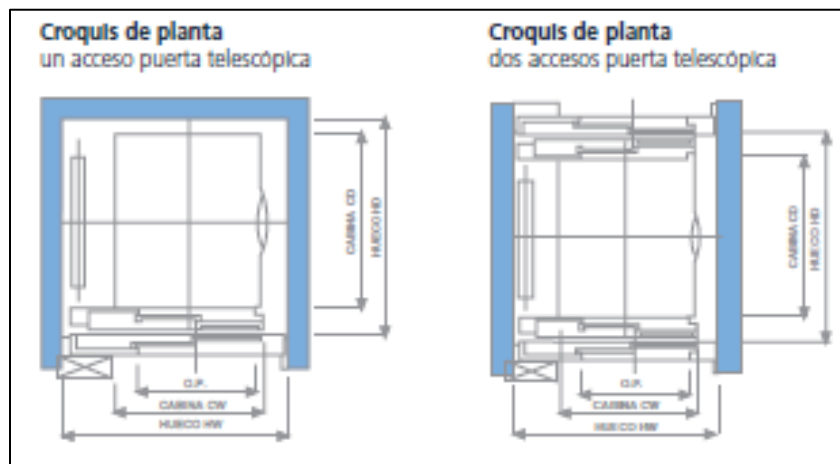 Croquis de planta
un acceso puerta telescópica
CABINA CD
HUECO HD
O.P.
CABINA CW
HUECO HW
Croquis de planta
dos accesos puerta telescópica
CABINA CD
HUECO HD
O.P.
CABINA CW
HUECO HW